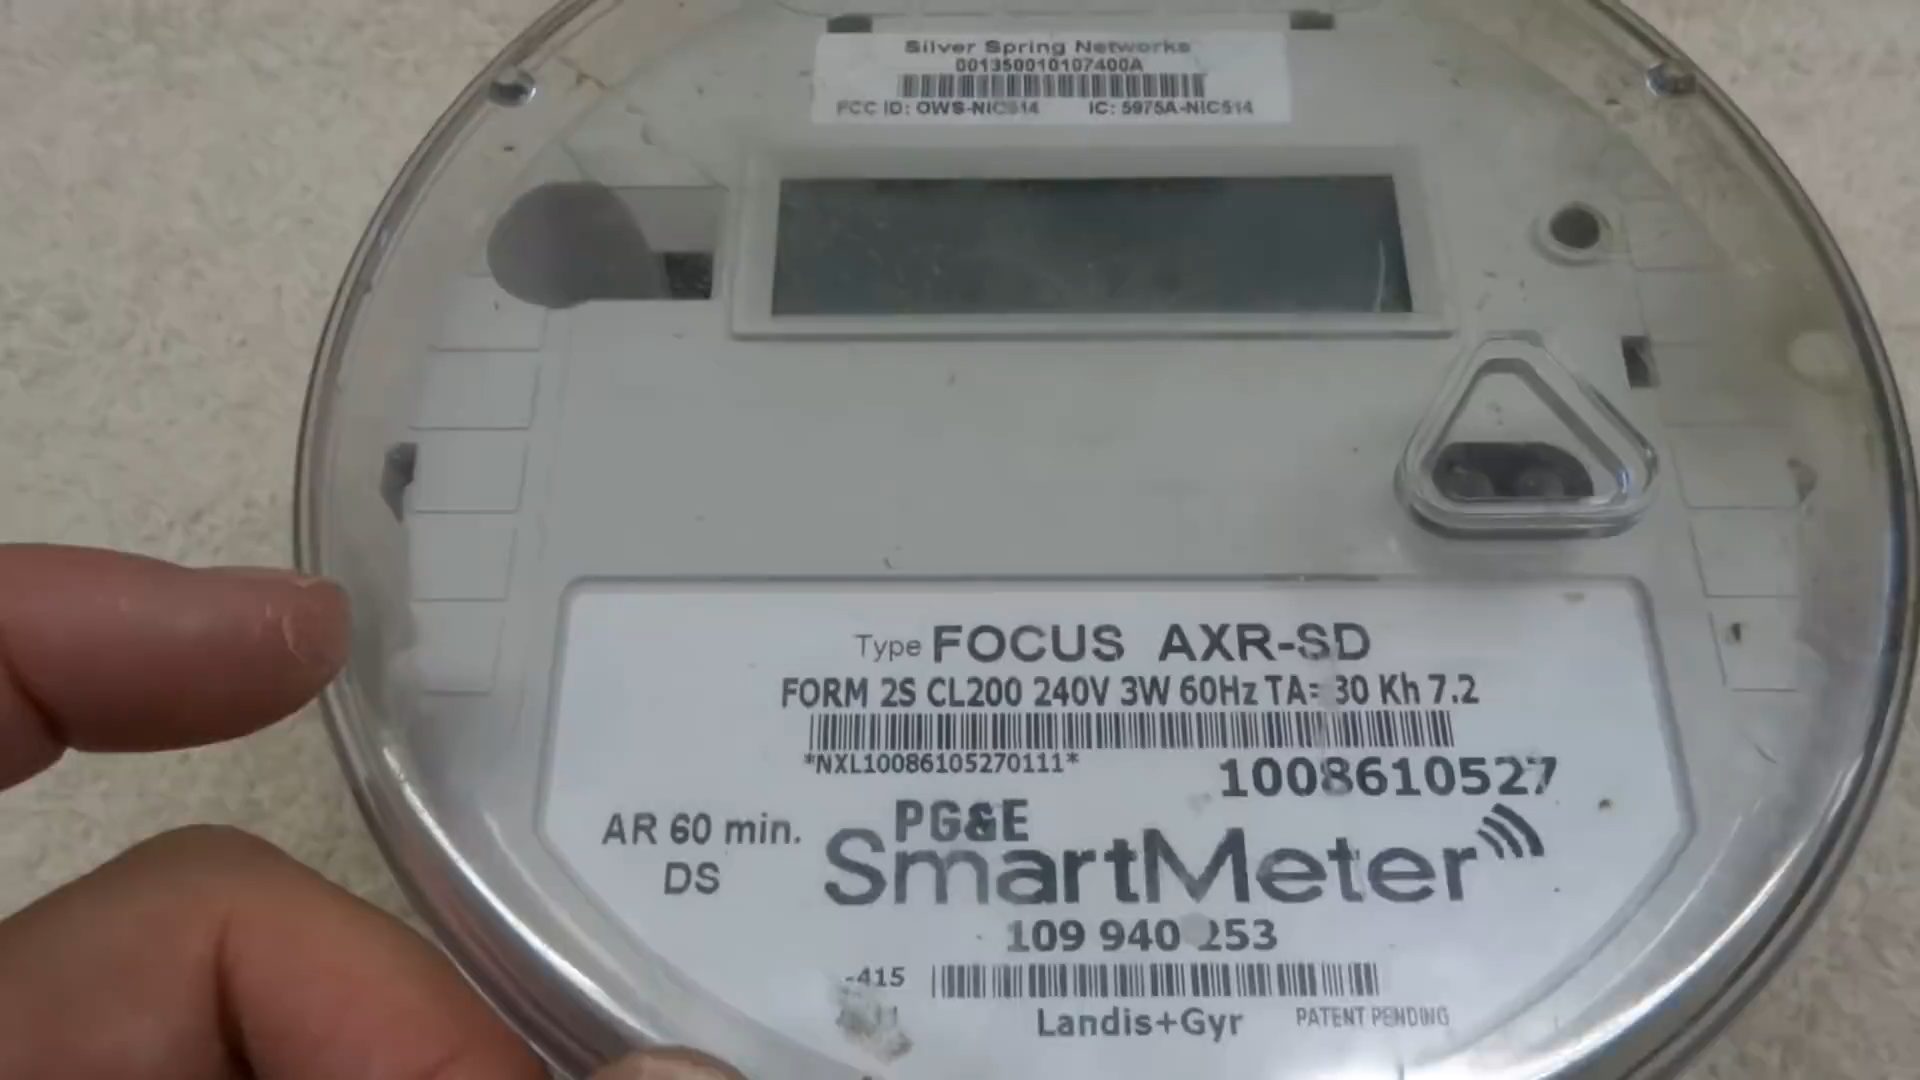 Silver Spring Networks
001350010107400A
FCC ID: OWS-NIC514 IC: 5975A-NIC514
Type FOCUS AXR-SD
FORM 2S CL200 240V 3W 60Hz TA= 30 Kh 7.2
*NXL10086105270111*
1008610527
AR 60 min.
DS
PG&E
SmartMeter
109 940 253
-415
Landis+Gyr PATENT PENDING